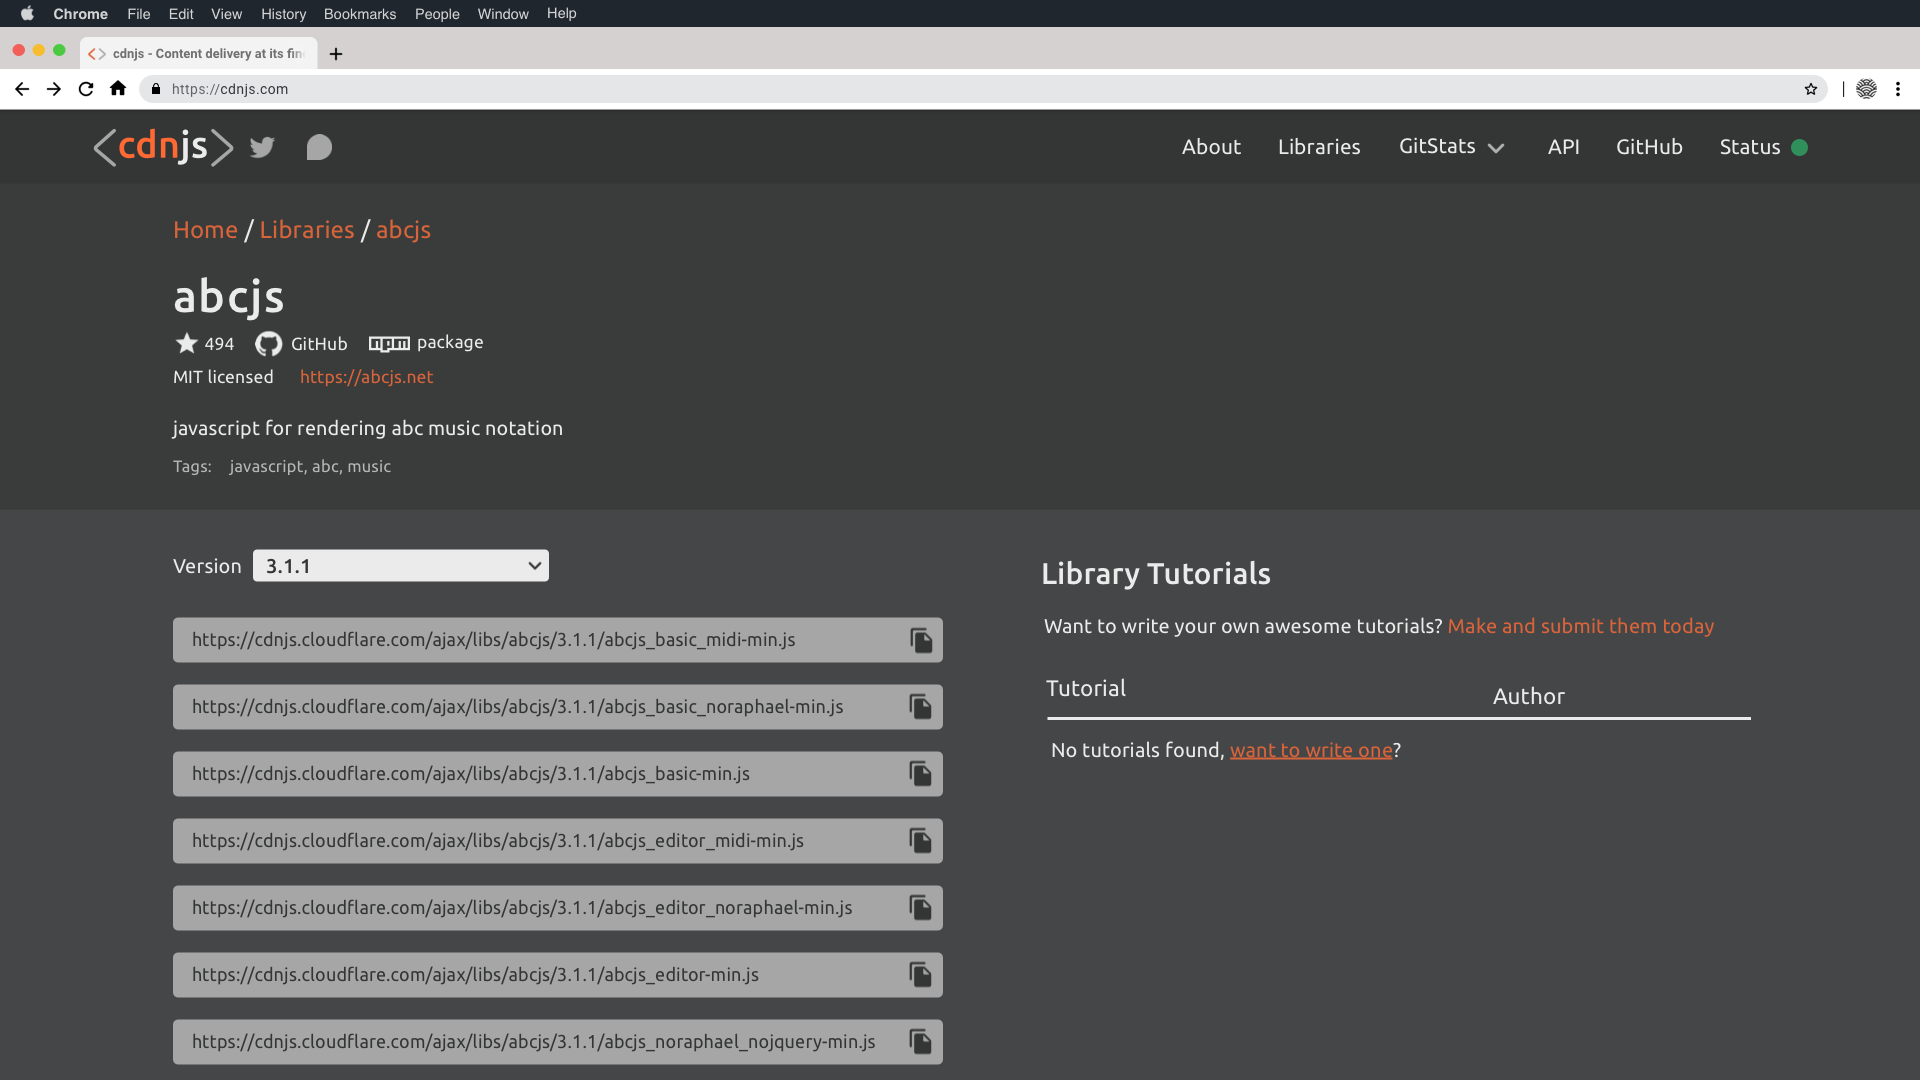 Chrome File Edit View History Bookmarks People Window Help
cdnjs - Content delivery at its fin
https://cdnjs.com
<cdnjs> About Libraries GitStats API GitHub Status
Home / Libraries / abcjs
abcjs
494 GitHub npm package
MIT licensed https://abcjs.net
javascript for rendering abc music notation
Tags: javascript, abc, music
Version 3.1.1
https://cdnjs.cloudflare.com/ajax/libs/abcjs/3.1.1/abcjs_basic_midi-min.js
https://cdnjs.cloudflare.com/ajax/libs/abcjs/3.1.1/abcjs_basic_noraphael-min.js
https://cdnjs.cloudflare.com/ajax/libs/abcjs/3.1.1/abcjs_basic-min.js
https://cdnjs.cloudflare.com/ajax/libs/abcjs/3.1.1/abcjs_editor_midi-min.js
https://cdnjs.cloudflare.com/ajax/libs/abcjs/3.1.1/abcjs_editor_noraphael-min.js
https://cdnjs.cloudflare.com/ajax/libs/abcjs/3.1.1/abcjs_editor-min.js
https://cdnjs.cloudflare.com/ajax/libs/abcjs/3.1.1/abcjs_noraphael_nojquery-min.js
Library Tutorials
Want to write your own awesome tutorials? Make and submit them today
Tutorial Author
No tutorials found, want to write one?